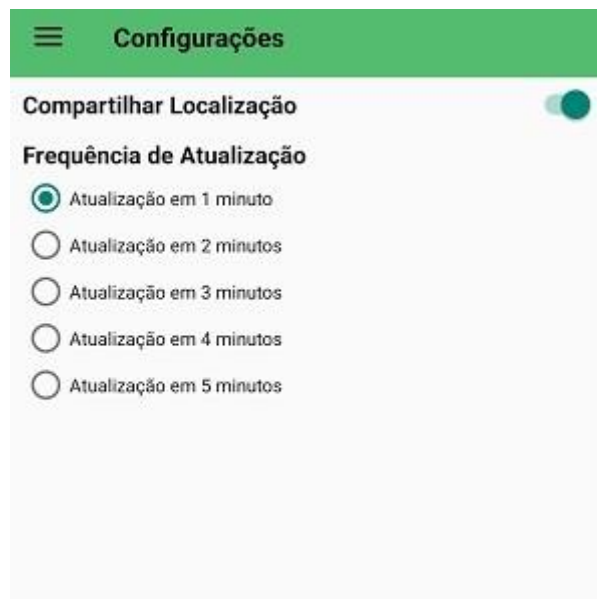 Configurações
Compartilhar Localização
Frequência de Atualização
Atualização em 1 minuto
Atualização em 2 minutos
Atualização em 3 minutos
Atualização em 4 minutos
Atualização em 5 minutos